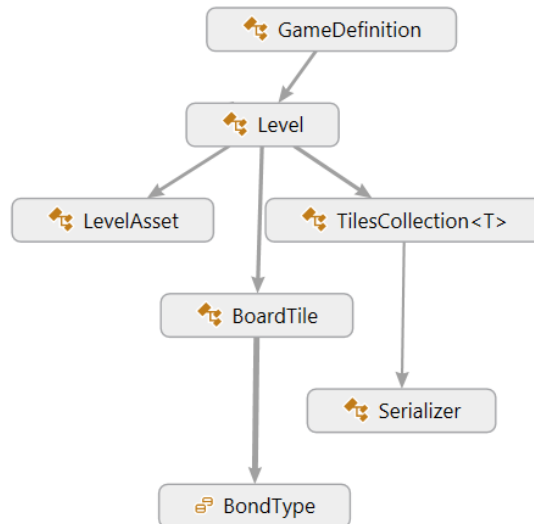 GameDefinition
Level
LevelAsset
TilesCollection<T>
BoardTile
Serializer
BondType